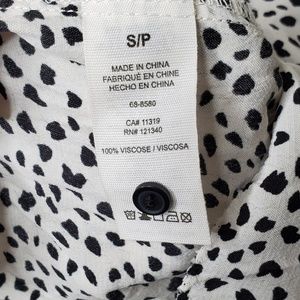 S/P
MADE IN CHINA
FABRIQUÉ EN CHINE
HECHO EN CHINA
68-8580
CA# 11319
RN# 121340
100% VISCOSE / VISCOSA